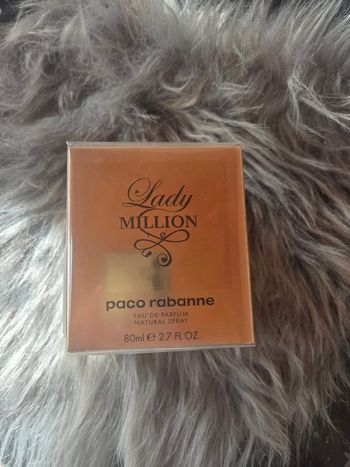 Lady
MILLION
paco rabanne
EAU DE PARFUM
NATURAL SPRAY
80ml ℮ 2.7 FL OZ